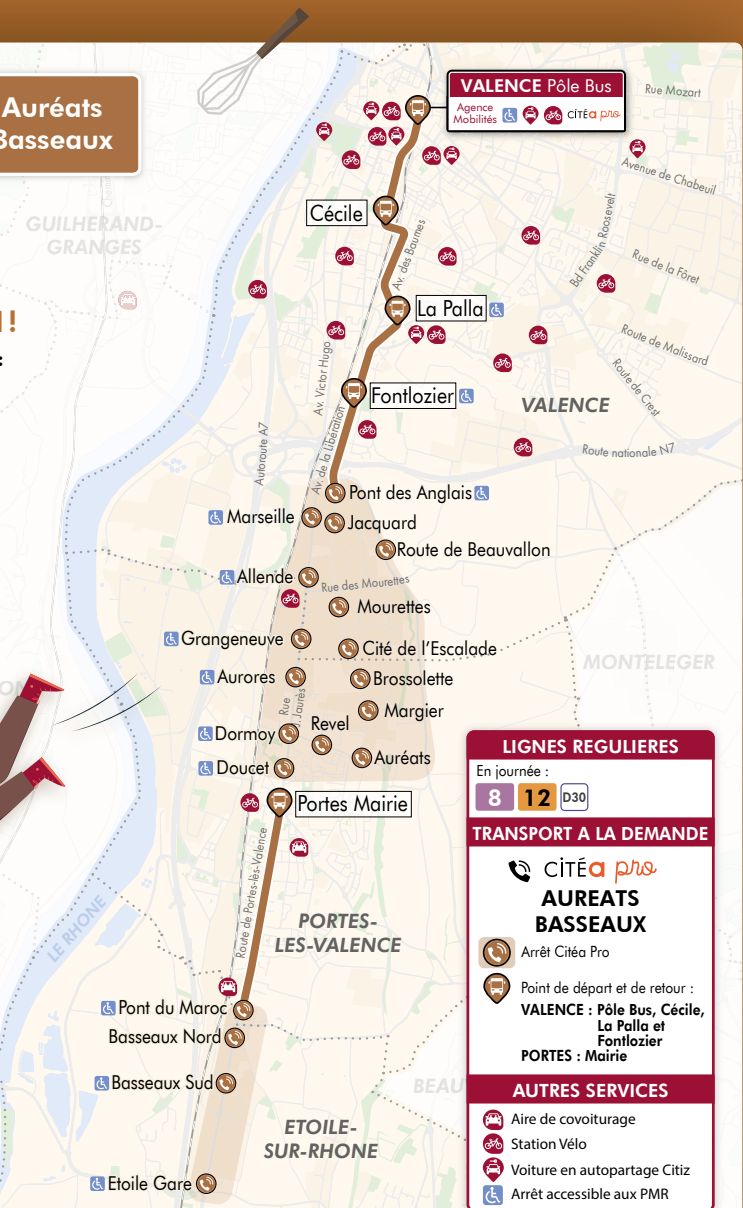 Auréats
Basseaux
VALENCE Pôle Bus
Agence
Mobilités
CITÉa pro
Rue Mozart
Avenue de Chabeuil
GUILHERAND-
GRANGES
Cécile
Av. des Baumes
Bd Franklin Roosevelt
Rue de la Fôret
!
:
La Palla
Route de Malissard
Av. Victor Hugo
Route de Crest
Fontlozier
VALENCE
Autoroute A7
Av. de la Libération
Route nationale N7
Pont des Anglais
Marseille
Jacquard
Route de Beauvallon
Allende
Rue des Mourettes
Mourettes
Grangeneuve
Cité de l'Escalade
MONTELEGER
Aurores
Brossolette
Rue
J. Jaurès
Margier
Dormoy
Revel
Auréats
Doucet
Portes Mairie
Route de Portes-lès-Valence
LE RHONE
PORTES-
LES-VALENCE
Pont du Maroc
Basseaux Nord
Basseaux Sud
BEAU
ETOILE-
SUR-RHONE
Etoile Gare
LIGNES REGULIERES
En journée :
8 12 D30
TRANSPORT A LA DEMANDE
CITÉa pro
AUREATS
BASSEAUX
Arrêt Citéa Pro
Point de départ et de retour :
VALENCE : Pôle Bus, Cécile,
La Palla et
Fontlozier
PORTES : Mairie
AUTRES SERVICES
Aire de covoiturage
Station Vélo
Voiture en autopartage Citiz
Arrêt accessible aux PMR